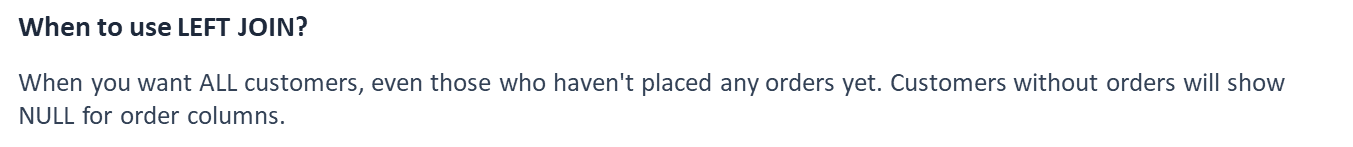 When to use LEFT JOIN?
When you want ALL customers, even those who haven't placed any orders yet. Customers without orders will show
NULL for order columns.